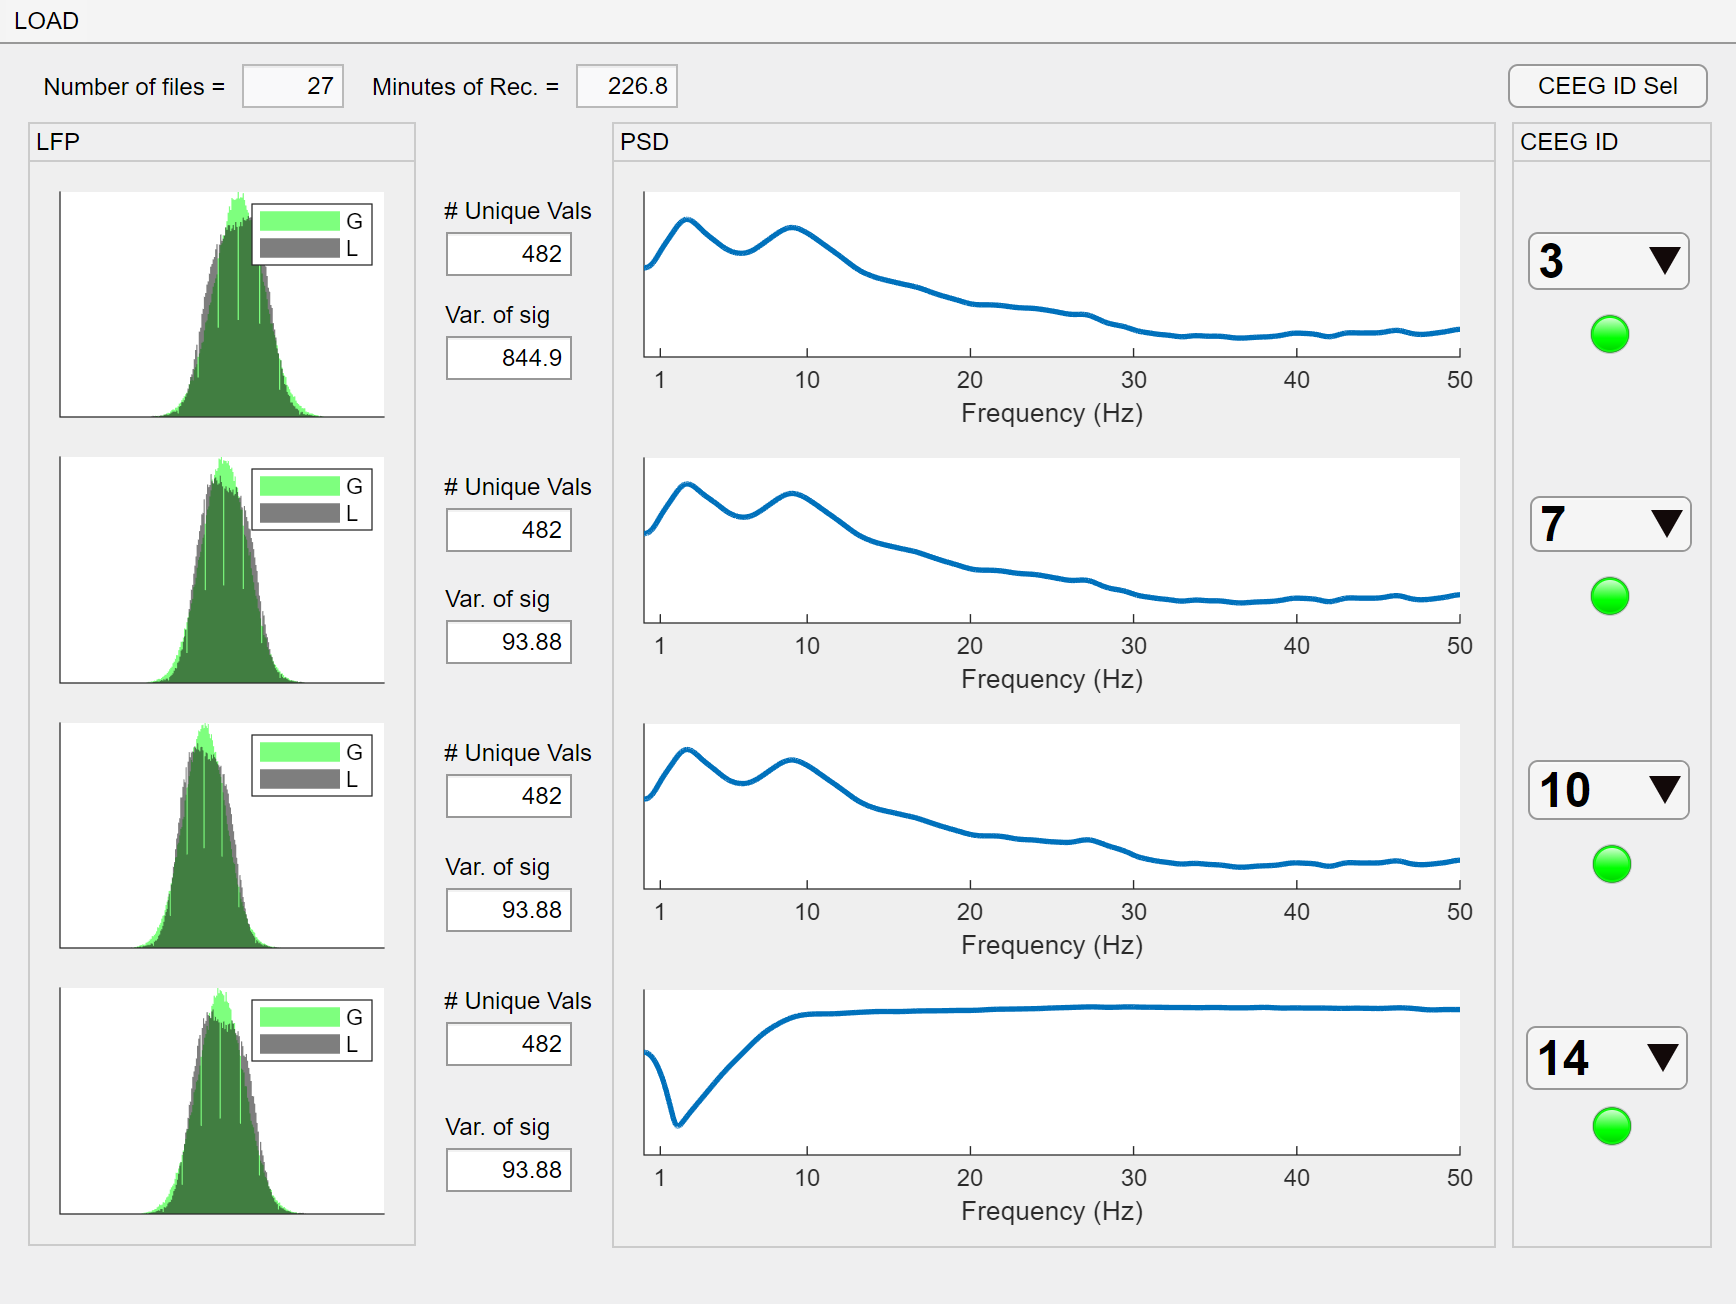 LOAD
Number of files = 27 Minutes of Rec. = 226.8 CEEG ID Sel
LFP PSD CEEG ID
G
L
# Unique Vals
482
Var. of sig
844.9
1 10 20 30 40 50
Frequency (Hz)
3
G
L
# Unique Vals
482
Var. of sig
93.88
1 10 20 30 40 50
Frequency (Hz)
7
G
L
# Unique Vals
482
Var. of sig
93.88
1 10 20 30 40 50
Frequency (Hz)
10
G
L
# Unique Vals
482
Var. of sig
93.88
1 10 20 30 40 50
Frequency (Hz)
14